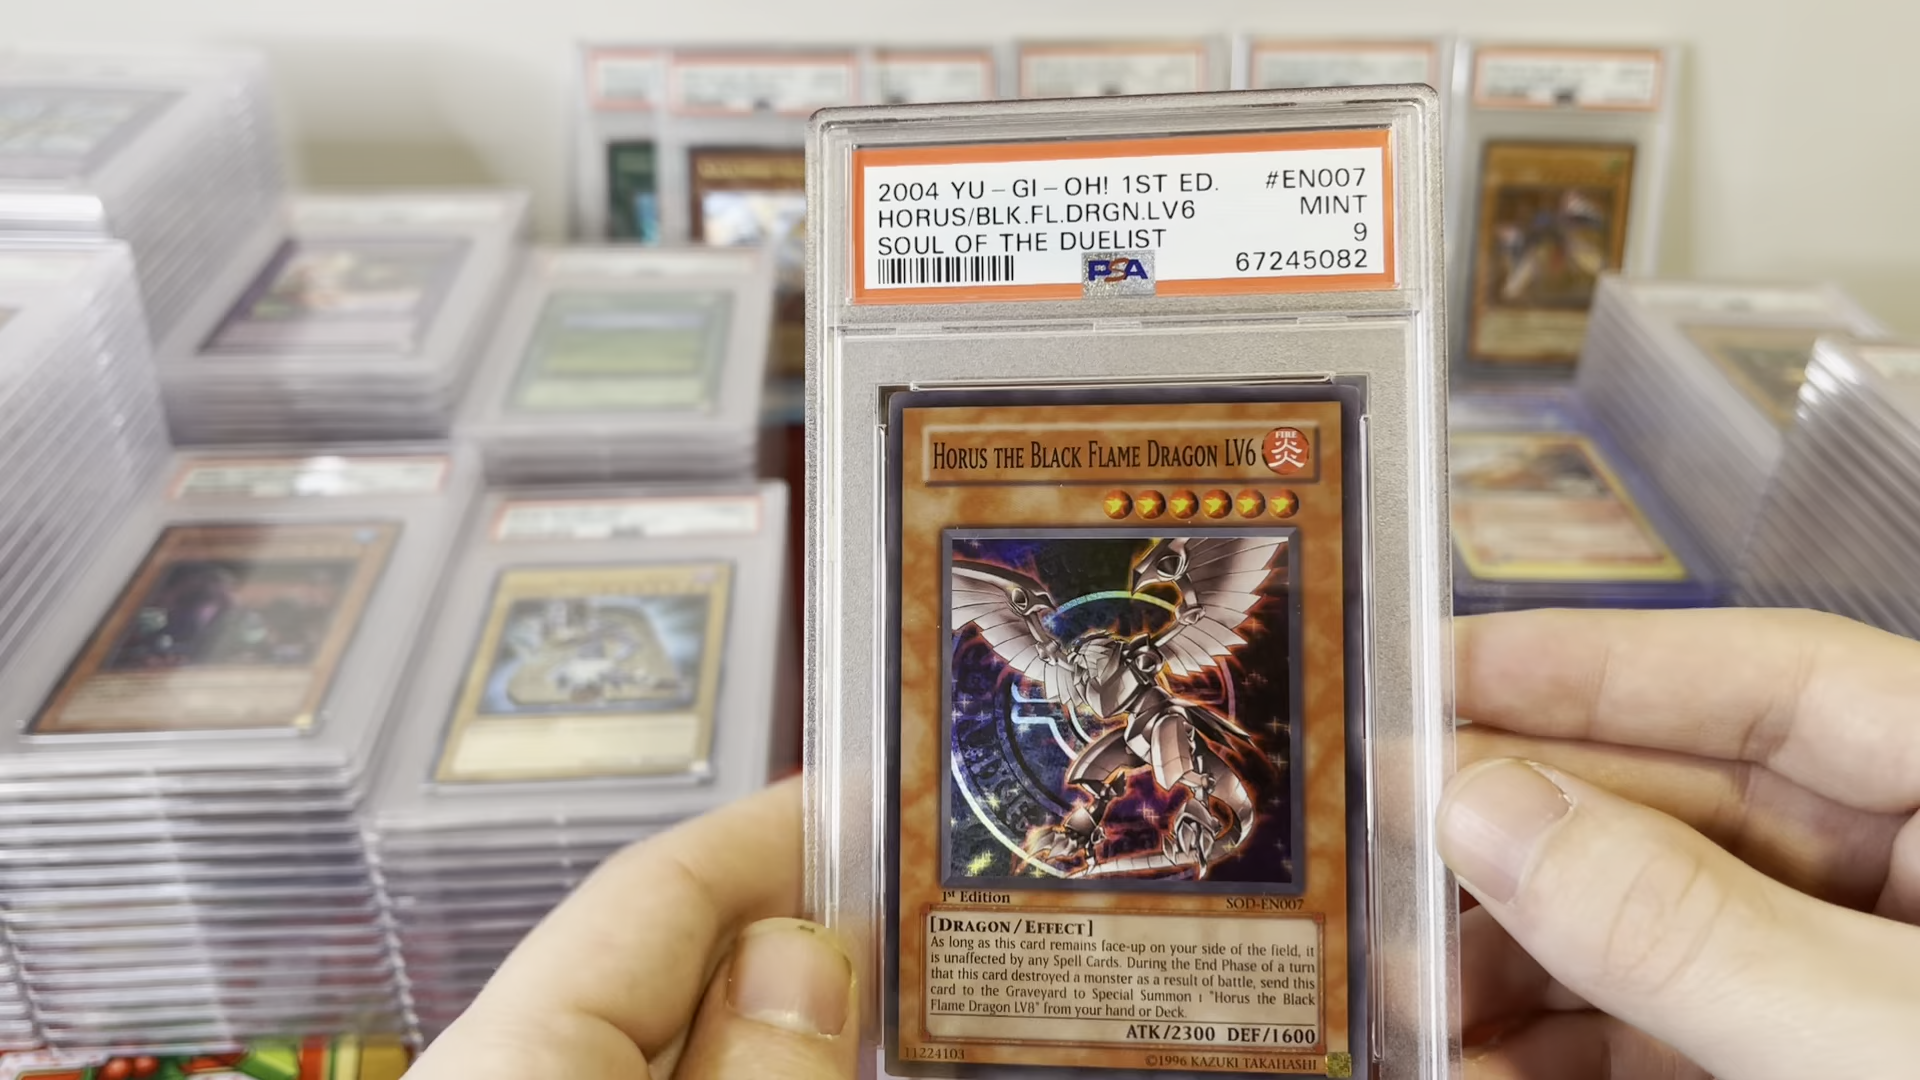 2004 YU-GI-OH! 1ST ED. #EN007
HORUS/BLK.FL.DRGN.LV6 MINT
SOUL OF THE DUELIST 9
PSA 67245082
HORUS THE BLACK FLAME DRAGON LV6
FIRE
炎
1st Edition
SOD-EN007
[DRAGON/EFFECT]
As long as this card remains face-up on your side of the field, it
is unaffected by any Spell Cards. During the End Phase of a turn
that this card destroyed a monster as a result of battle, send this
card to the Graveyard to Special Summon 1 "Horus the Black
Flame Dragon LV8" from your hand or Deck.
ATK/2300 DEF/1600
11224103
©1996 KAZUKI TAKAHASHI